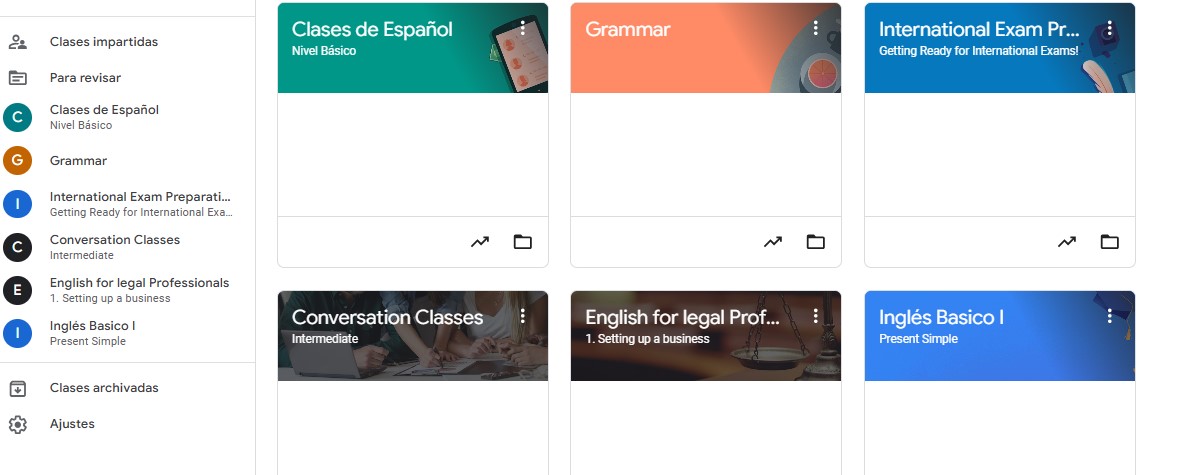 Clases impartidas
Para revisar
C
Clases de Español
Nivel Básico
G
Grammar
I
International Exam Preparati...
Getting Ready for International Exa...
C
Conversation Classes
Intermediate
E
English for legal Professionals
1. Setting up a business
I
Inglés Basico I
Present Simple
Clases archivadas
Ajustes
Clases de Español
Nivel Básico
Grammar
International Exam Pr...
Getting Ready for International Exams!
Conversation Classes
Intermediate
English for legal Prof...
1. Setting up a business
Inglés Basico I
Present Simple